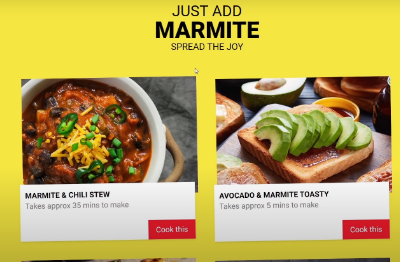 JUST ADD
MARMITE
SPREAD THE JOY
MARMITE & CHILI STEW
Takes approx 35 mins to make
Cook this
AVOCADO & MARMITE TOASTY
Takes approx 5 mins to make
Cook this